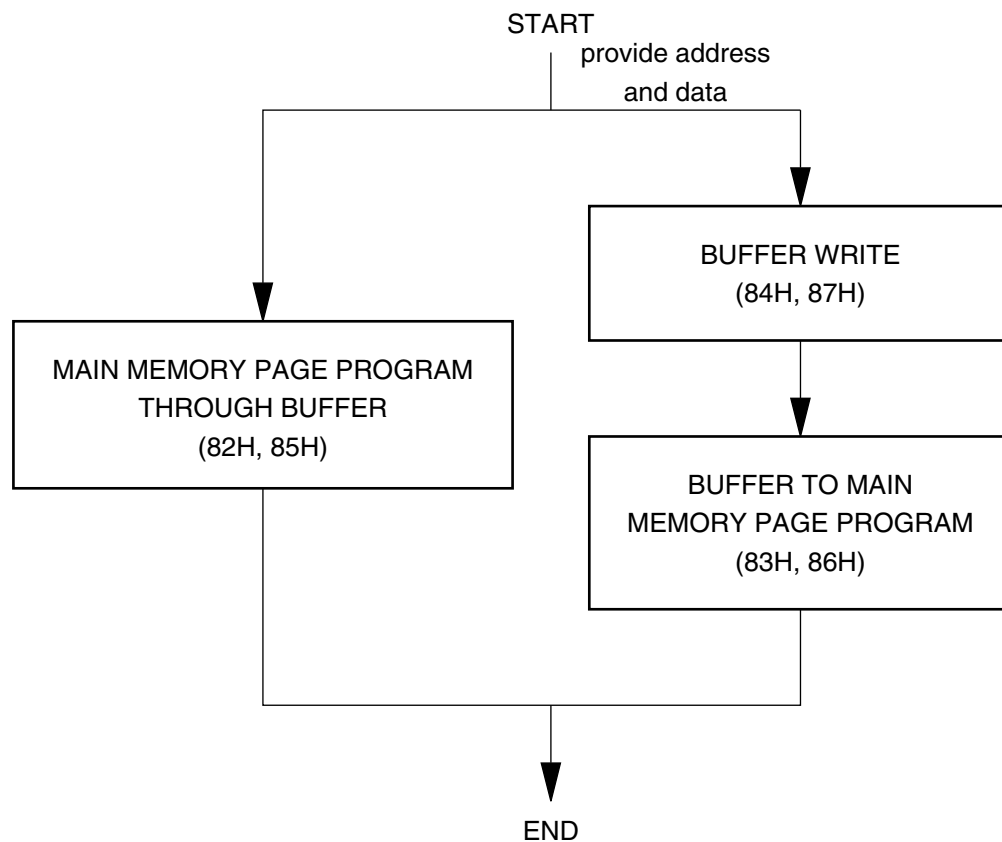 START
provide address
and data
BUFFER WRITE
(84H, 87H)
MAIN MEMORY PAGE PROGRAM
THROUGH BUFFER
(82H, 85H)
BUFFER TO MAIN
MEMORY PAGE PROGRAM
(83H, 86H)
END